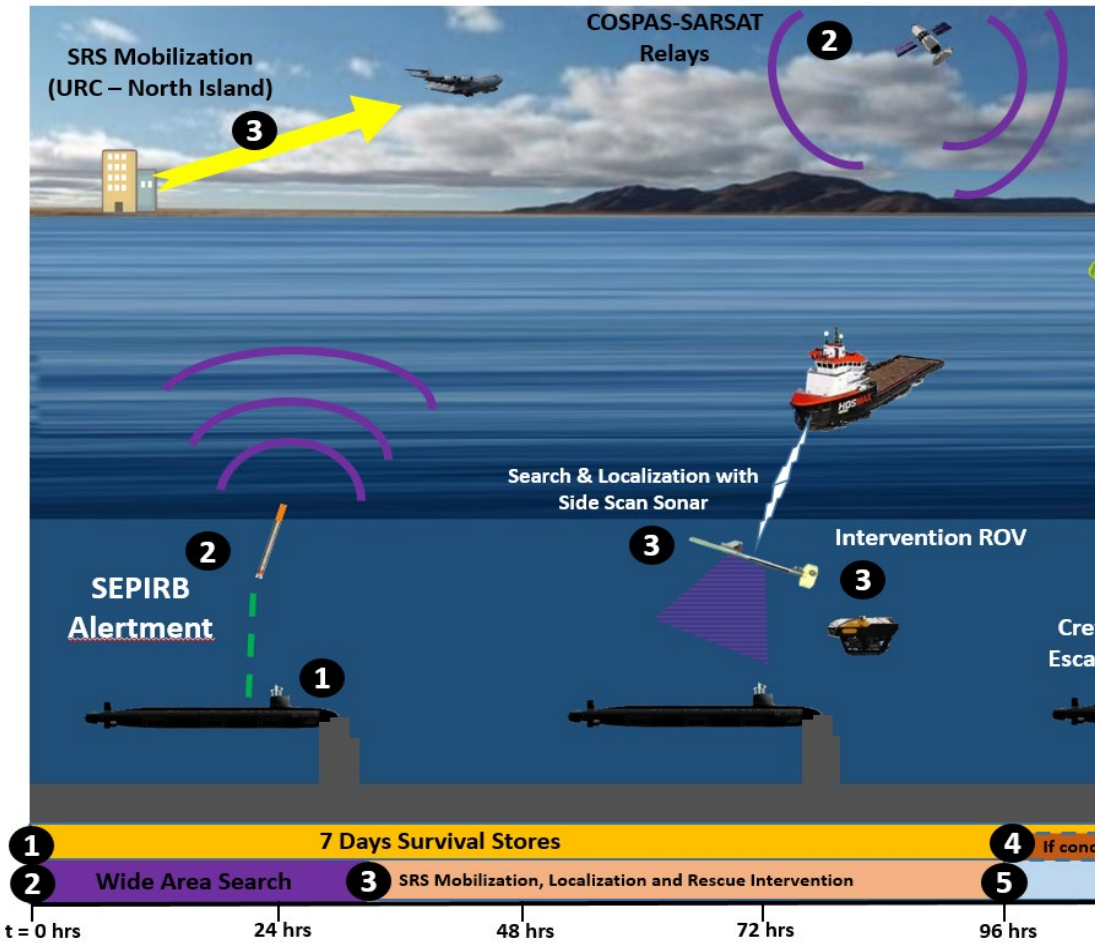 SRS Mobilization
(URC – North Island)
3
COSPAS-SARSAT
Relays
2
HOSMAX
Search & Localization with
Side Scan Sonar
3
Intervention ROV
3
2
SEPIRB
Alertment
1
1
7 Days Survival Stores
4
If
2
Wide Area Search
3
SRS Mobilization, Localization and Rescue Intervention
5
t = 0 hrs
24 hrs
48 hrs
72 hrs
96 hrs